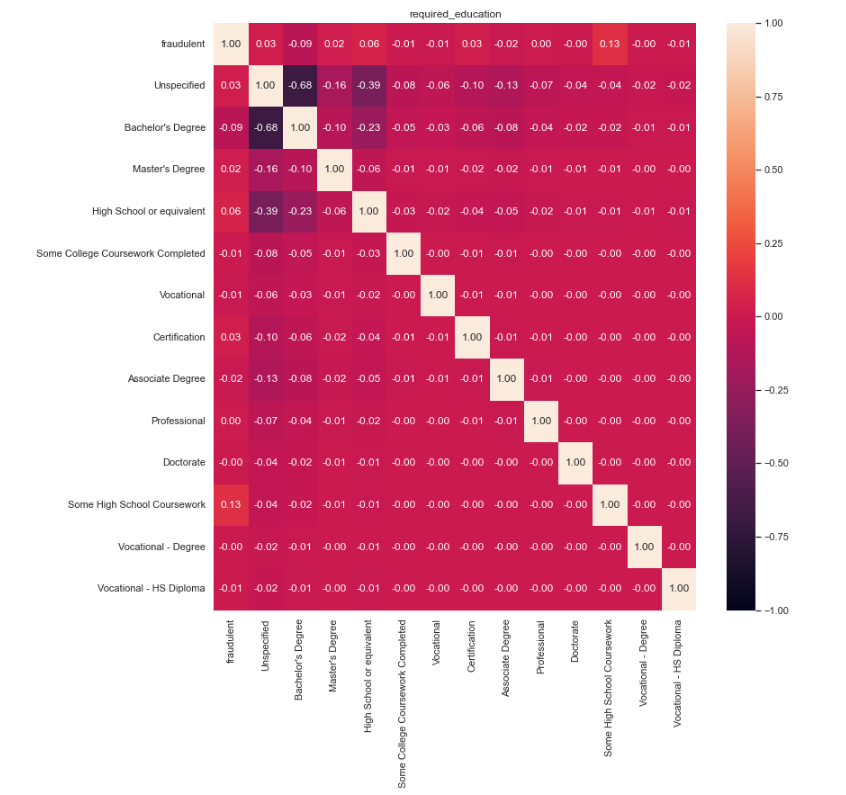 required_education
fraudulent 1.00 0.03 -0.09 0.02 0.06 -0.01 -0.01 0.03 -0.02 0.00 -0.00 0.13 -0.00 -0.01
Unspecified 0.03 1.00 -0.68 -0.16 -0.39 -0.08 -0.06 -0.10 -0.13 -0.07 -0.04 -0.04 -0.02 -0.02
Bachelor's Degree -0.09 -0.68 1.00 -0.10 -0.23 -0.05 -0.03 -0.06 -0.08 -0.04 -0.02 -0.02 -0.01 -0.01
Master's Degree 0.02 -0.16 -0.10 1.00 -0.06 -0.01 -0.01 -0.02 -0.02 -0.01 -0.01 -0.01 -0.00 -0.00
High School or equivalent 0.06 -0.39 -0.23 -0.06 1.00 -0.03 -0.02 -0.04 -0.05 -0.02 -0.01 -0.01 -0.01 -0.01
Some College Coursework Completed -0.01 -0.08 -0.05 -0.01 -0.03 1.00 -0.00 -0.01 -0.01 -0.00 -0.00 -0.00 -0.00 -0.00
Vocational -0.01 -0.06 -0.03 -0.01 -0.02 -0.00 1.00 -0.01 -0.01 -0.00 -0.00 -0.00 -0.00 -0.00
Certification 0.03 -0.10 -0.06 -0.02 -0.04 -0.01 -0.01 1.00 -0.01 -0.01 -0.00 -0.00 -0.00 -0.00
Associate Degree -0.02 -0.13 -0.08 -0.02 -0.05 -0.01 -0.01 -0.01 1.00 -0.01 -0.00 -0.00 -0.00 -0.00
Professional 0.00 -0.07 -0.04 -0.01 -0.02 -0.00 -0.00 -0.01 -0.01 1.00 -0.00 -0.00 -0.00 -0.00
Doctorate -0.00 -0.04 -0.02 -0.01 -0.01 -0.00 -0.00 -0.00 -0.00 -0.00 1.00 -0.00 -0.00 -0.00
Some High School Coursework 0.13 -0.04 -0.02 -0.01 -0.01 -0.00 -0.00 -0.00 -0.00 -0.00 -0.00 1.00 -0.00 -0.00
Vocational - Degree -0.00 -0.02 -0.01 -0.00 -0.01 -0.00 -0.00 -0.00 -0.00 -0.00 -0.00 -0.00 1.00 -0.00
Vocational - HS Diploma -0.01 -0.02 -0.01 -0.00 -0.01 -0.00 -0.00 -0.00 -0.00 -0.00 -0.00 -0.00 -0.00 1.00
fraudulent
Unspecified
Bachelor's Degree
Master's Degree
High School or equivalent
Some College Coursework Completed
Vocational
Certification
Associate Degree
Professional
Doctorate
Some High School Coursework
Vocational - Degree
Vocational - HS Diploma
1.00
0.75
0.50
0.25
0.00
−0.25
−0.50
−0.75
−1.00